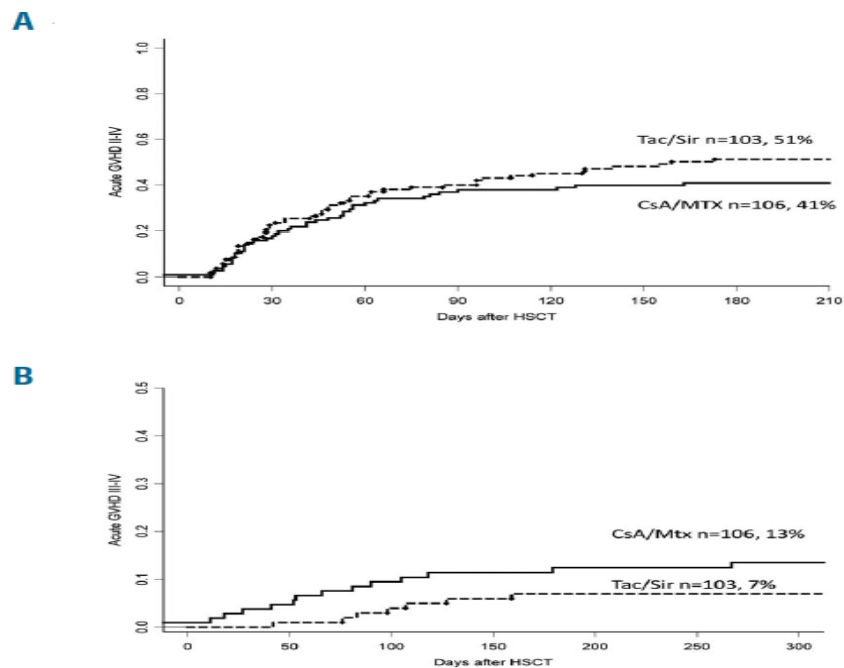 A
Acute GVHD II-IV
1.0
0.8
0.6
0.4
0.2
0.0
Tac/Sir n=103, 51%
CsA/MTX n=106, 41%
0 30 60 90 120 150 180 210
Days after HSCT
B
Acute GVHD III-IV
0.5
0.4
0.3
0.2
0.1
0.0
CsA/Mtx n=106, 13%
Tac/Sir n=103, 7%
0 50 100 150 200 250 300
Days after HSCT